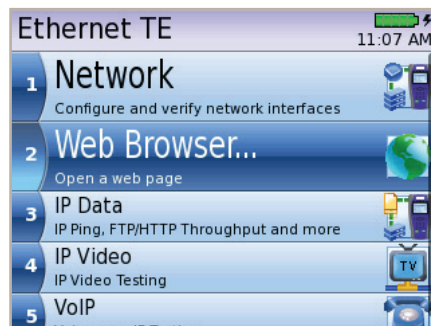 Ethernet TE
11:07 AM
1 Network
Configure and verify network interfaces
2 Web Browser...
Open a web page
3 IP Data
IP Ping, FTP/HTTP Throughput and more
4 IP Video
IP Video Testing
TV
5 VoIP